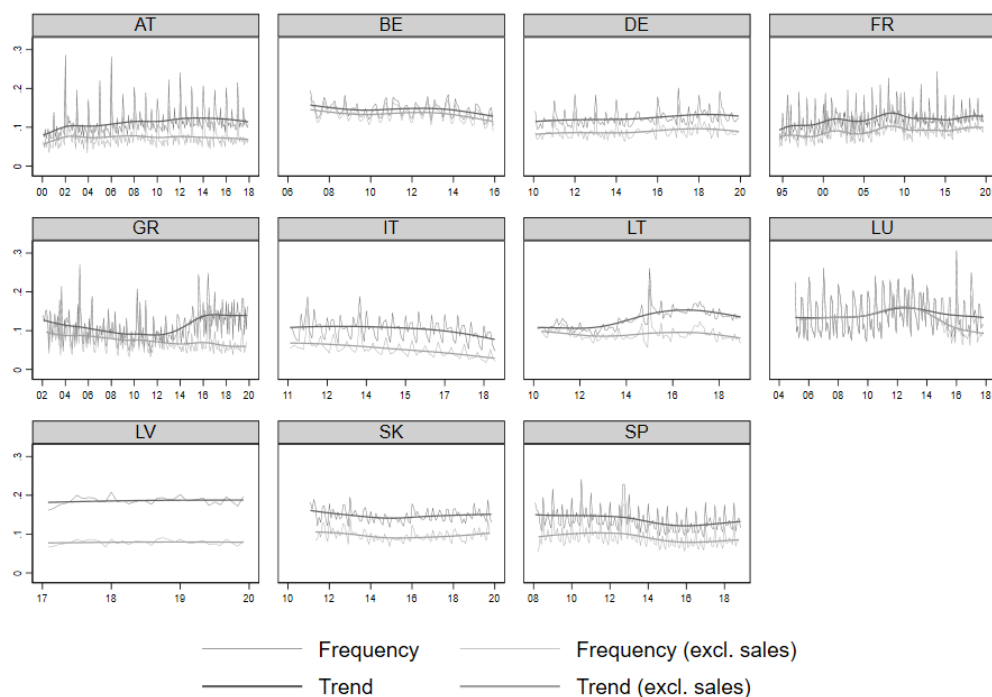 AT BE DE FR
.3
.2
.1
0
00 02 04 06 08 10 12 14 16 18 06 08 10 12 14 16 10 12 14 16 18 20 95 00 05 10 15 20
GR IT LT LU
.3
.2
.1
0
02 04 06 08 10 12 14 16 18 20 11 12 14 16 18 10 12 14 16 18 20 04 06 08 10 12 14 16 18
LV SK SP
.3
.2
.1
0
17 18 19 20 10 12 14 16 18 20 08 10 12 14 16 18
Frequency Frequency (excl. sales)
Trend Trend (excl. sales)